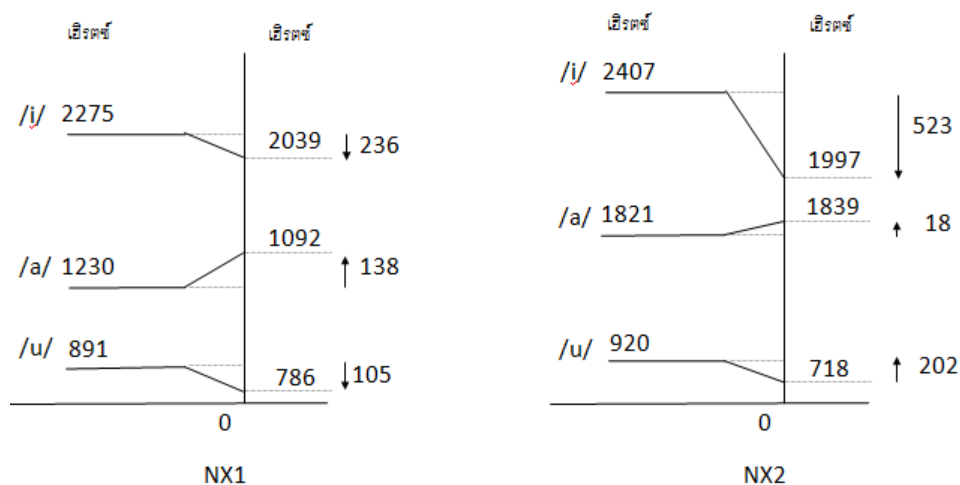 เฮิรตซ์ เฮิรตซ์
/i/ 2275
2039 236
1092
/a/ 1230 138
/u/ 891
786 105
0
NX1
เฮิรตซ์ เฮิรตซ์
/i/ 2407
523
1997
1839
/a/ 1821 18
/u/ 920
718 202
0
NX2